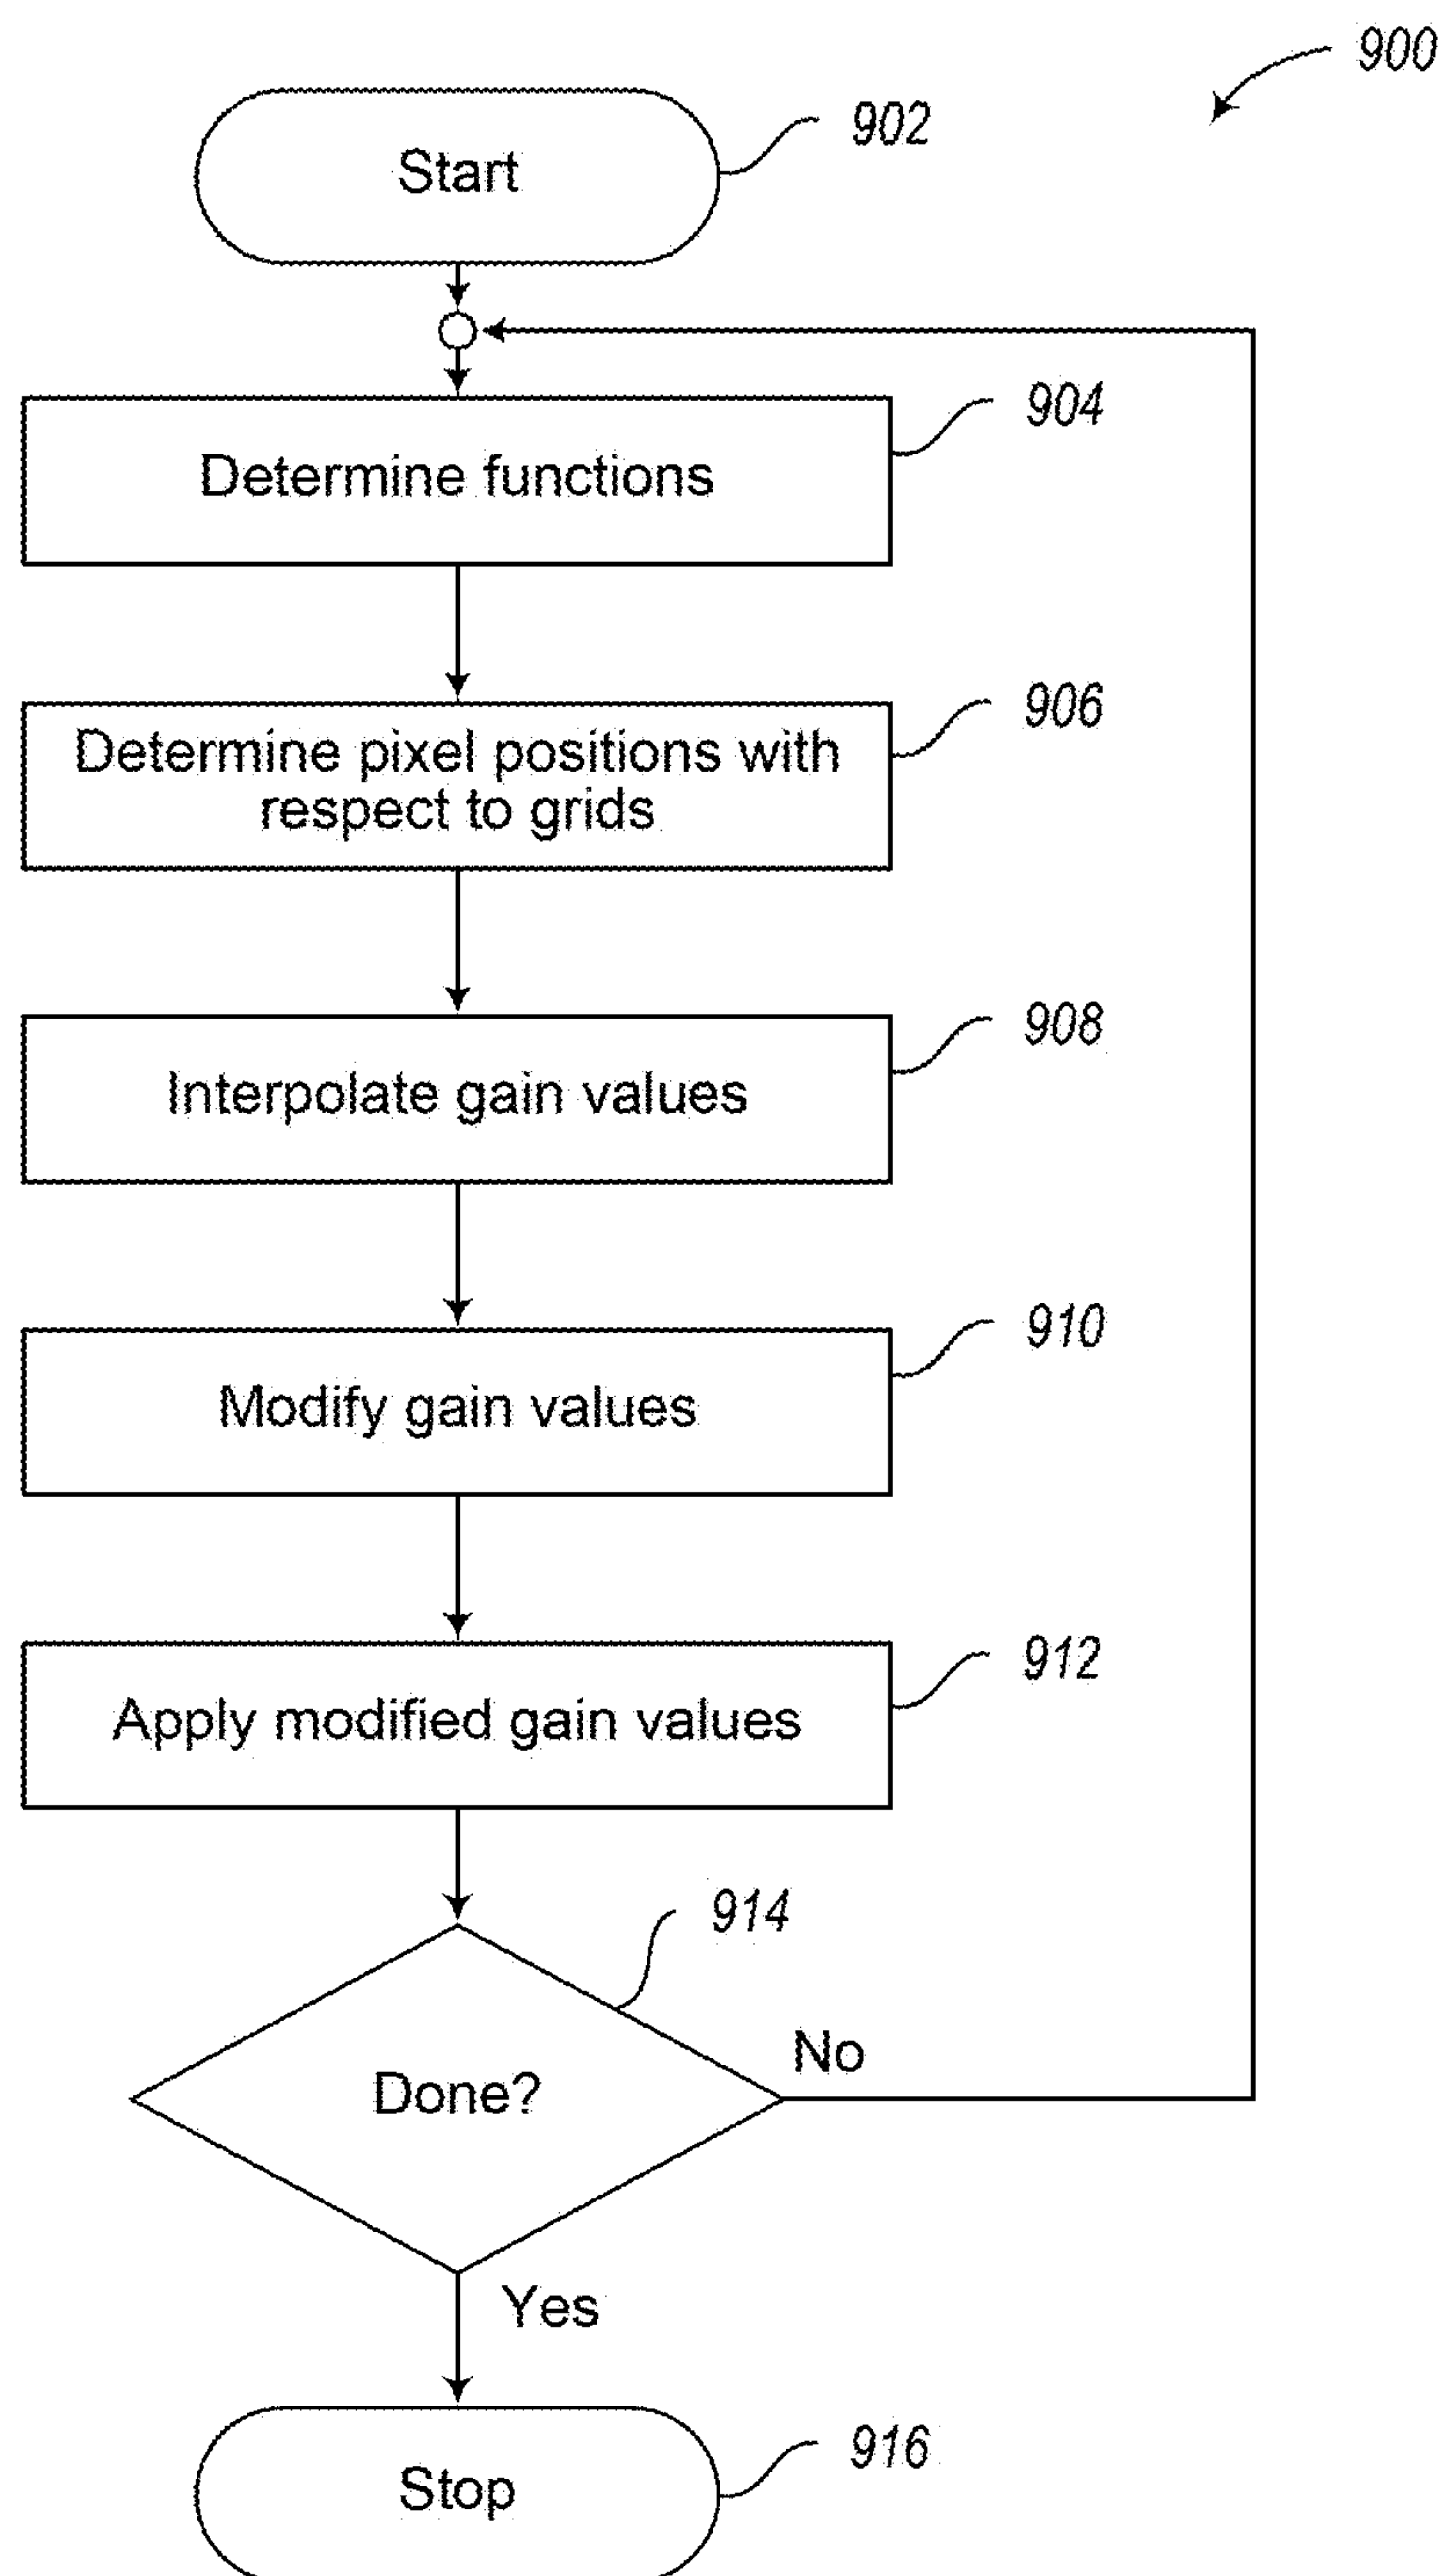 900
902
Start
904
Determine functions
906
Determine pixel positions with
respect to grids
908
Interpolate gain values
910
Modify gain values
912
Apply modified gain values
914
Done?
No
Yes
916
Stop